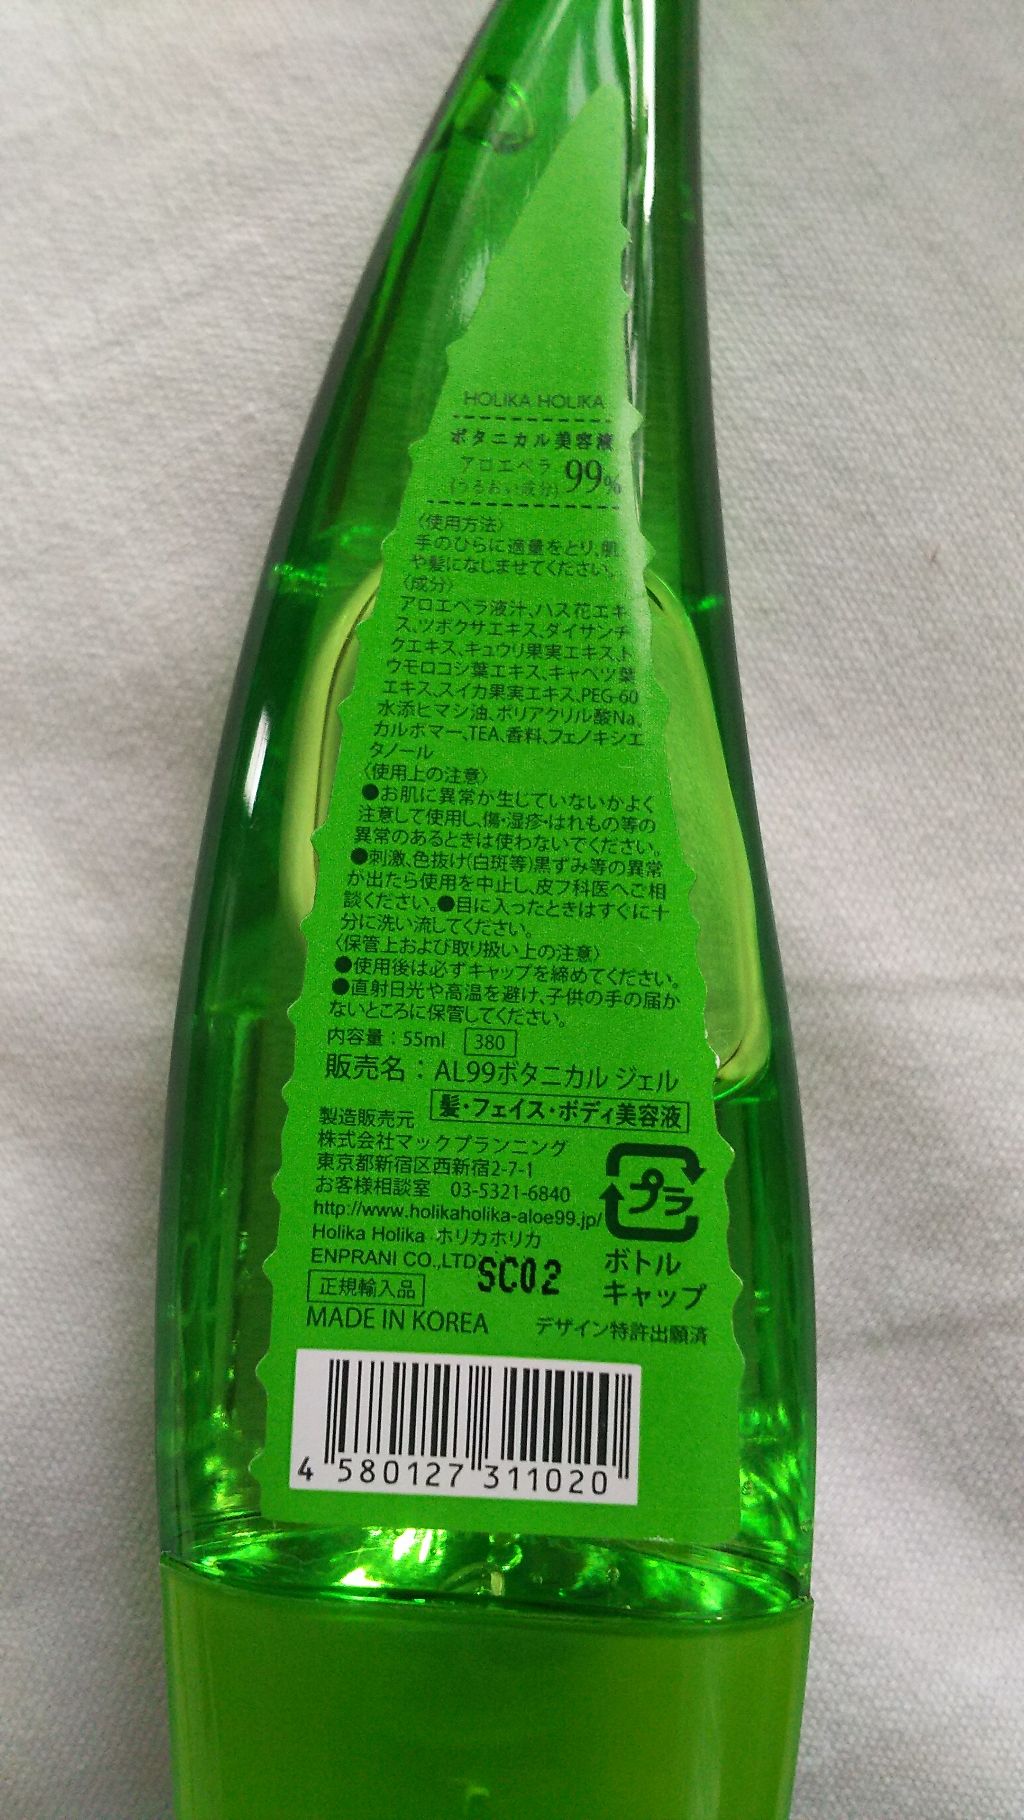 HOLIKA HOLIKA
ボタニカル美容液
アロエベラ
(うるおい成分) 99%
〈使用方法〉
手のひらに適量をとり、肌
や髪になじませてください。
〈成分〉
アロエベラ液汁、ハス花エキ
ス、ツボクサエキス、ダイサンチ
クエキス、キュウリ果実エキス、ト
ウモロコシ葉エキス、キャベツ葉
エキス、スイカ果実エキス、PEG-60
水添ヒマシ油、ポリアクリル酸Na、
カルボマー、TEA、香料、フェノキシエ
タノール
〈使用上の注意〉
●お肌に異常が生じていないかよく
注意して使用し、傷・湿疹・はれもの等の
異常のあるときは使わないでください。
●刺激、色抜け(白斑等)黒ずみ等の異常
が出たら使用を中止し、皮フ科医へご相
談ください。●目に入ったときはすぐに十
分に洗い流してください。
〈保管上および取り扱い上の注意〉
●使用後は必ずキャップを締めてください。
●直射日光や高温を避け、子供の手の届か
ないところに保管してください。
内容量：55ml 380
販売名：AL99ボタニカル ジェル
髪・フェイス・ボディ美容液
製造販売元
株式会社マックプランニング
東京都新宿区西新宿2-7-1
お客様相談室 03-5321-6840
http://www.holikaholika-aloe99.jp/
Holika Holika ホリカホリカ
ENPRANI CO.,LTD
SC02
正規輸入品
MADE IN KOREA
プラ
ボトル
キャップ
デザイン特許出願済
4 580127 311020